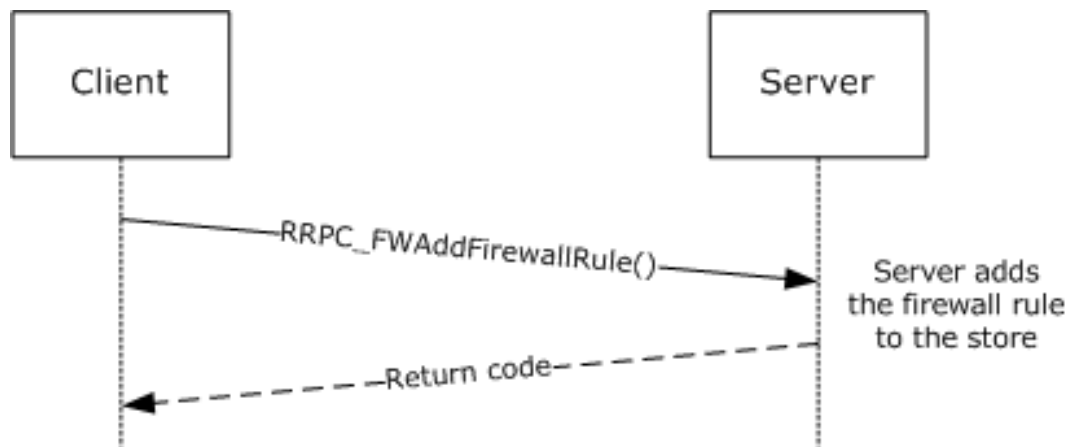 Client
Server
RRPC_FWAddFirewallRule()
Server adds
the firewall rule
to the store
Return code